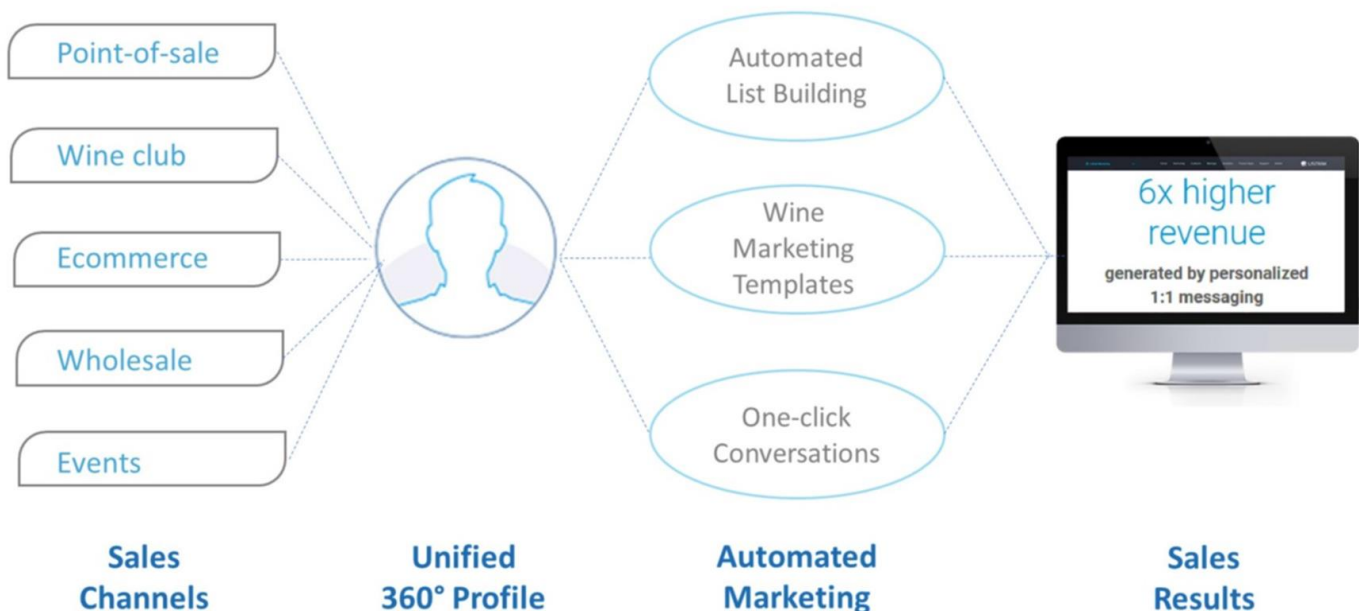 Point-of-sale
Wine club
Ecommerce
Wholesale
Events
Automated
List Building
Wine
Marketing
Templates
One-click
Conversations
6x higher
revenue
generated by personalized
1:1 messaging
Sales
Channels
Unified
360° Profile
Automated
Marketing
Sales
Results